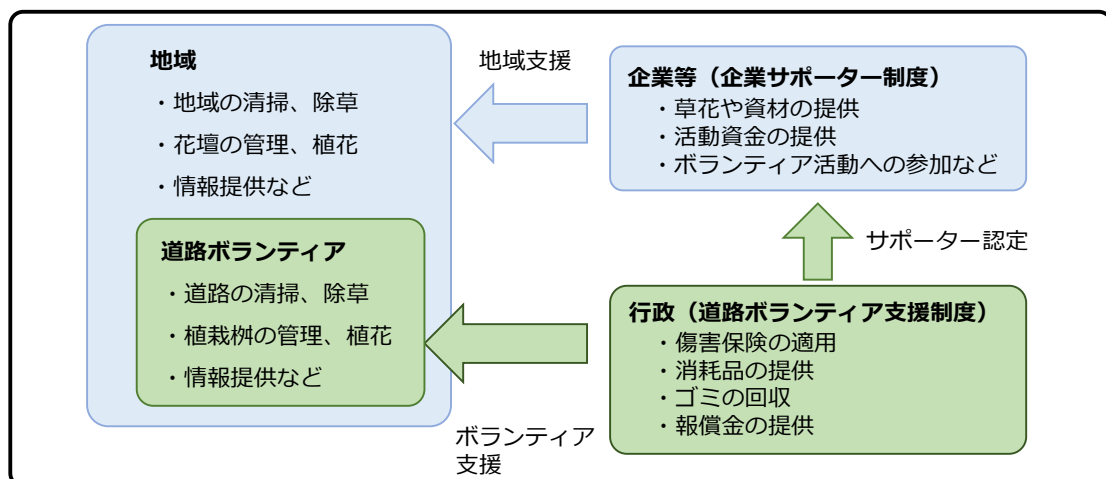 地域
・地域の清掃、除草
・花壇の管理、植花
・情報提供など
道路ボランティア
・道路の清掃、除草
・植栽桝の管理、植花
・情報提供など
地域支援
企業等（企業サポーター制度）
・草花や資材の提供
・活動資金の提供
・ボランティア活動への参加など
サポーター認定
行政（道路ボランティア支援制度）
・傷害保険の適用
・消耗品の提供
・ゴミの回収
・報償金の提供
ボランティア
支援